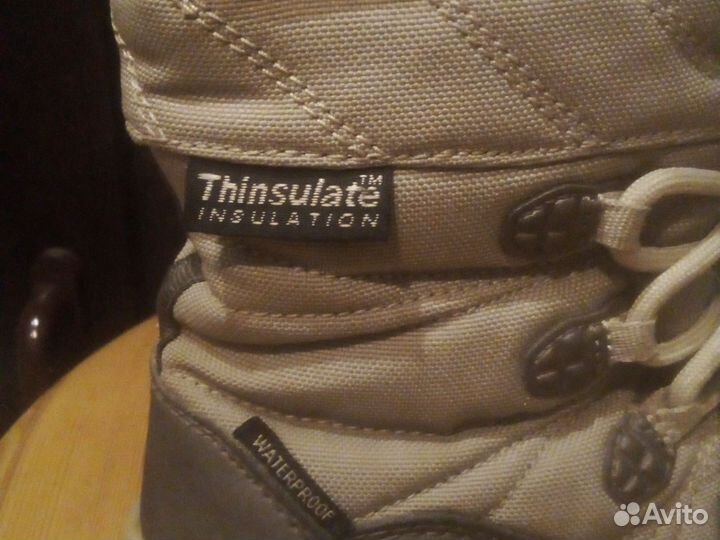 Thinsulate™
INSULATION
WATERPROOF
Avito